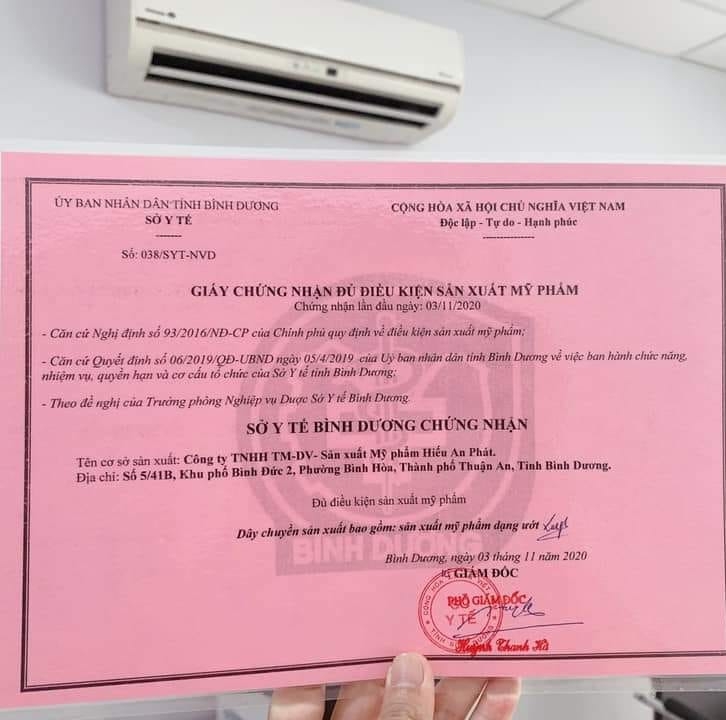 ỦY BAN NHÂN DÂN TỈNH BÌNH DƯƠNG
SỞ Y TẾ
Số: 038/SYT-NVD
CỘNG HÒA XÃ HỘI CHỦ NGHĨA VIỆT NAM
Độc lập - Tự do - Hạnh phúc
GIẤY CHỨNG NHẬN ĐỦ ĐIỀU KIỆN SẢN XUẤT MỸ PHẨM
Chứng nhận lần đầu ngày: 03/11/2020
- Căn cứ Nghị định số 93/2016/NĐ-CP của Chính phủ quy định về điều kiện sản xuất mỹ phẩm;
- Căn cứ Quyết định số 06/2019/QĐ-UBND ngày 05/4/2019 của Uỷ ban nhân dân tỉnh Bình Dương về việc ban hành chức năng,
nhiệm vụ, quyền hạn và cơ cấu tổ chức của Sở Y tế tỉnh Bình Dương;
- Theo đề nghị của Trưởng phòng Nghiệp vụ Dược Sở Y tế Bình Dương.
SỞ Y TẾ BÌNH DƯƠNG CHỨNG NHẬN
Tên cơ sở sản xuất: Công ty TNHH TM-DV- Sản xuất Mỹ phẩm Hiếu An Phát.
Địa chỉ: Số 5/41B, Khu phố Bình Đức 2, Phường Bình Hòa, Thành phố Thuận An, Tỉnh Bình Dương.
Đủ điều kiện sản xuất mỹ phẩm
Dây chuyền sản xuất bao gồm: sản xuất mỹ phẩm dạng ướt
BÌNH DƯƠNG
Bình Dương, ngày 03 tháng 11 năm 2020
GIÁM ĐỐC
PHÓ GIÁM ĐỐC
SỞ
Y TẾ
Huỳnh Thanh Hà